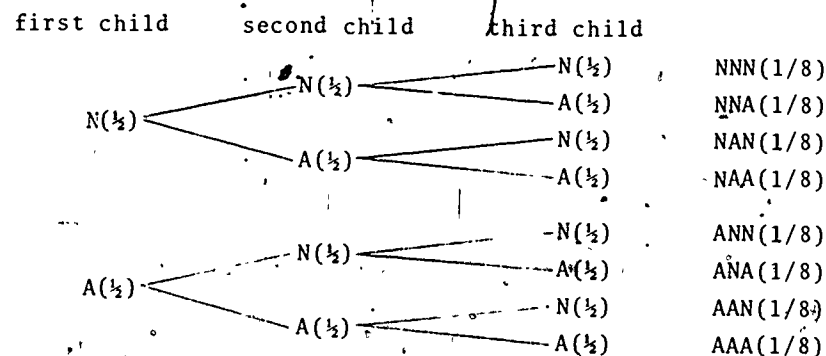 first child second child third child
N(½) NNN(1/8)
N(½)
A(½) NNA(1/8)
N(½)
N(½) NAN(1/8)
A(½)
A(½) NAA(1/8)
N(½) ANN(1/8)
N(½)
A(½) ANA(1/8)
A(½)
N(½) AAN(1/8)
A(½)
A(½) AAA(1/8)